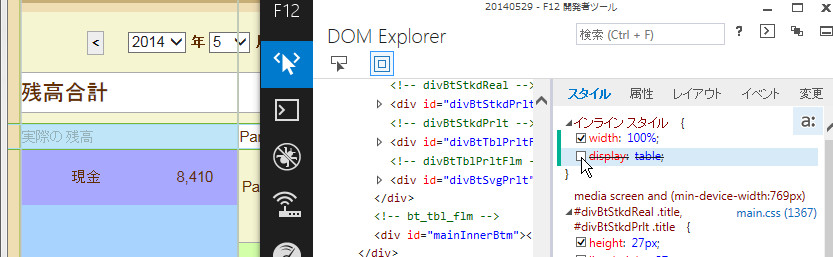 F12
20140529 - F12 開発者ツール
< 2014 年 5 月
DOM Explorer
検索 (Ctrl + F)
?
残高合計
実際の 残高
Par
現金 8,410
Pa
<!-- divBtStkdReal -->
<div id="divBtStkdPrlt
<!-- divBtStkdPrlt -->
<div id="divBtTblPrltF
<!-- divBtTblPrltFlm -
<div id="divBtSvgPrlt"
</div>
<!-- bt_tbl_flm -->
<div id="mainInnerBtm"><
</div>
スタイル 属性 レイアウト イベント 変更
a:
インライン スタイル {
width: 100%;
display: table;
}
media screen and (min-device-width:769px)
#divBtStkdReal .title, main.css (1367)
#divBtStkdPrlt .title {
height: 27px;